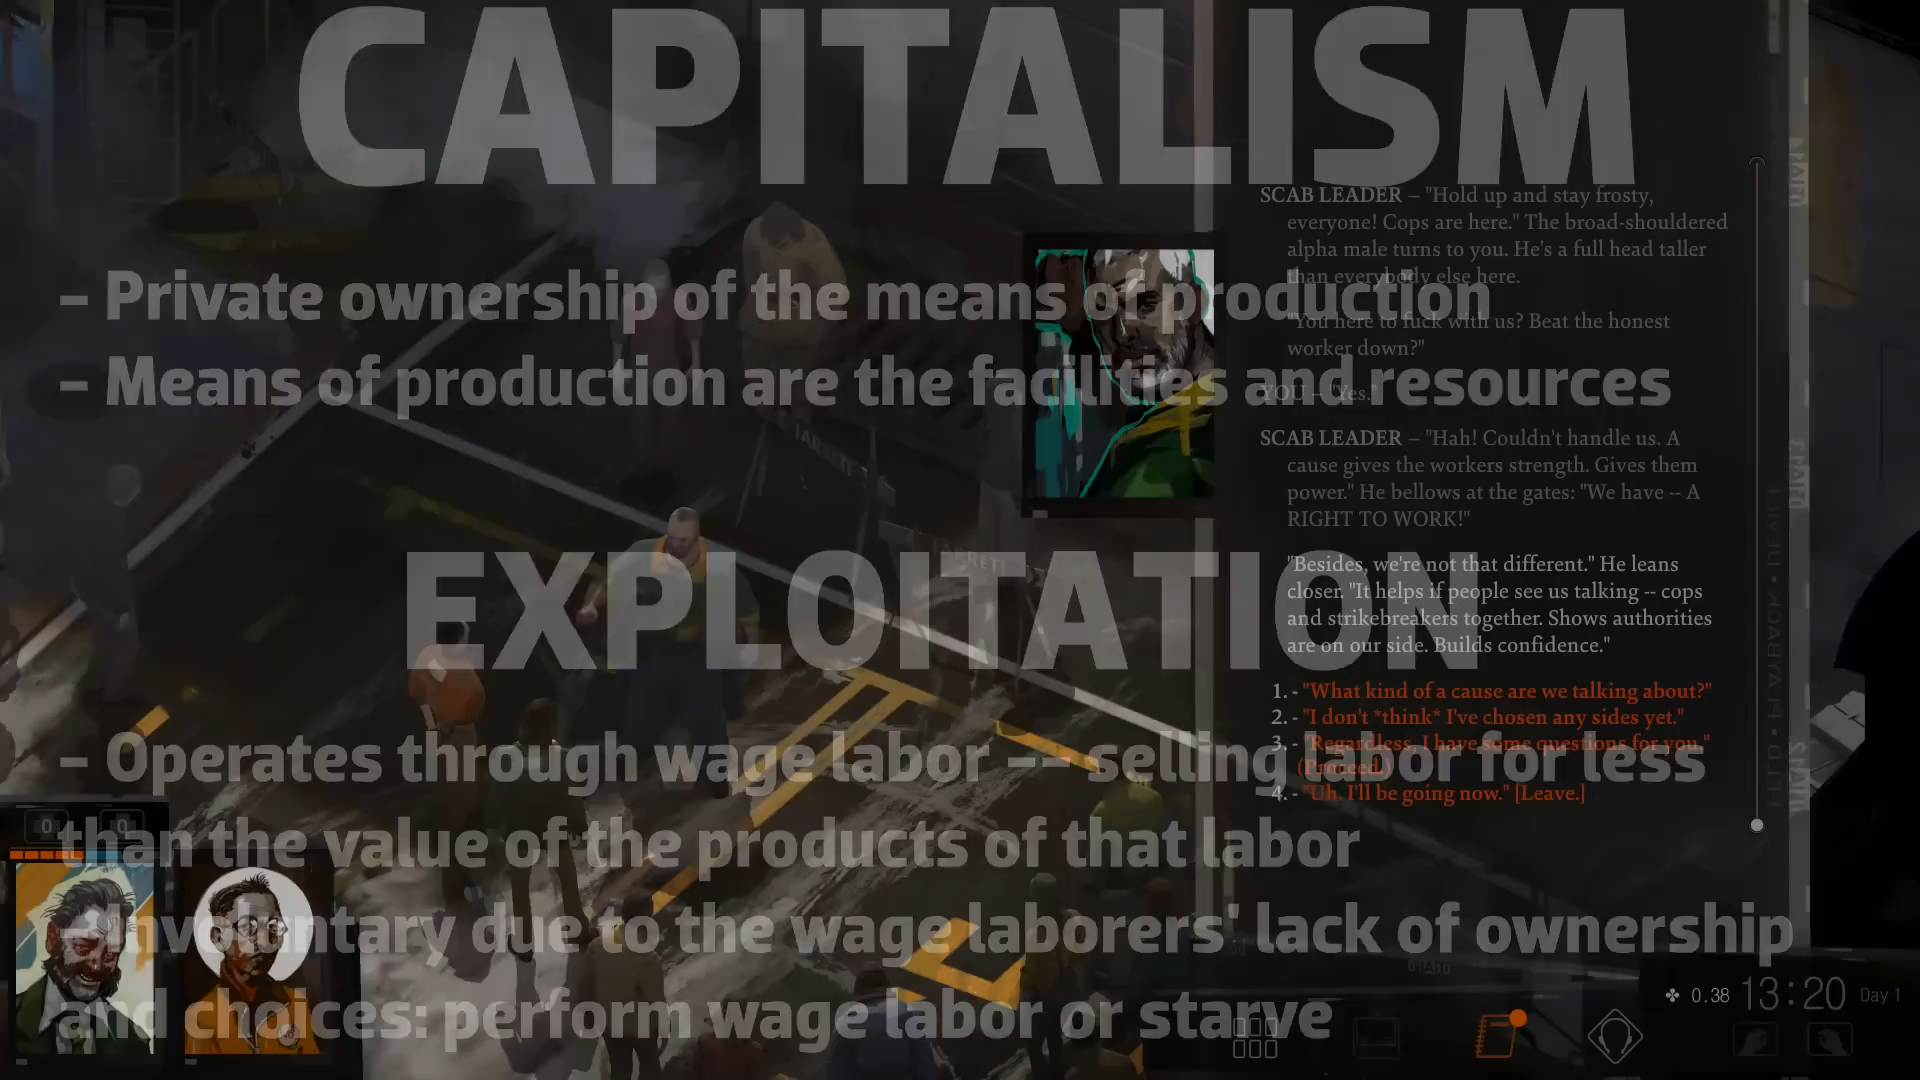 CAPITALISM
– Private ownership of the means of production
– Means of production are the facilities and resources
EXPLOITATION
– Operates through wage labor -- selling labor for less
than the value of the products of that labor
– Involuntary due to the wage laborers' lack of ownership
and choices: perform wage labor or starve
SCAB LEADER – "Hold up and stay frosty,
everyone! Cops are here." The broad-shouldered
alpha male turns to you. He's a full head taller
than everybody else here.
"You here to fuck with us? Beat the honest
worker down?"
YOU – "Yes."
SCAB LEADER – "Hah! Couldn't handle us. A
cause gives the workers strength. Gives them
power." He bellows at the gates: "We have -- A
RIGHT TO WORK!"
"Besides, we're not that different." He leans
closer. "It helps if people see us talking -- cops
and strikebreakers together. Shows authorities
are on our side. Builds confidence."
1. - "What kind of a cause are we talking about?"
2. - "I don't *think* I've chosen any sides yet."
3. - "Regardless, I have some questions for you."
(Proceed.)
4. - "Uh. I'll be going now." [Leave.]
0 0
0.38 13:20 Day 1